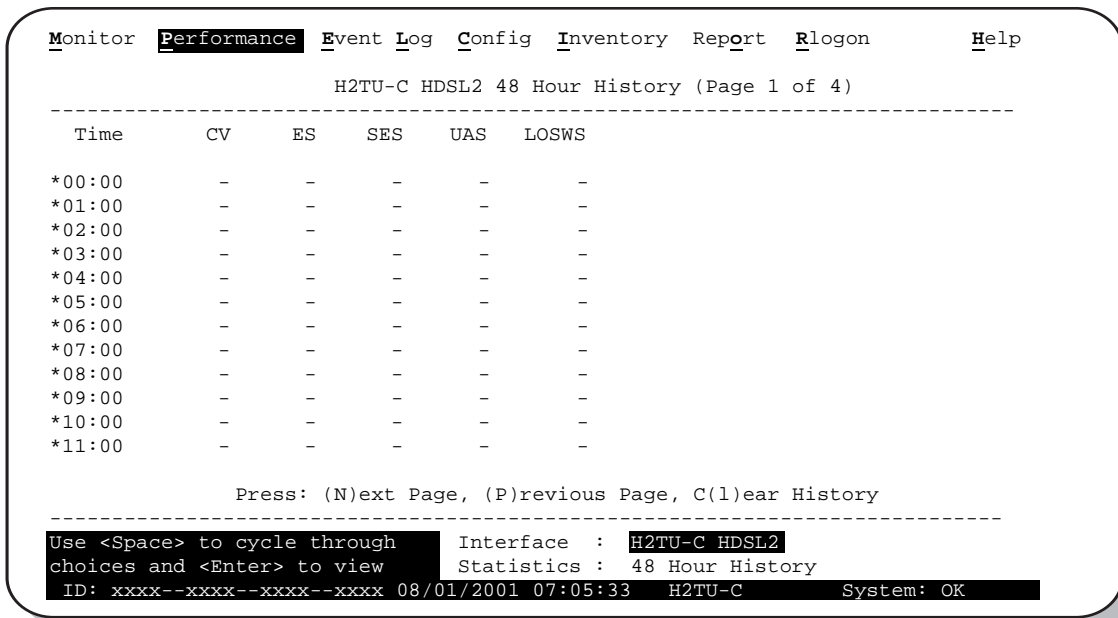 Monitor Performance Event Log Config Inventory Report Rlogon Help
H2TU-C HDSL2 48 Hour History (Page 1 of 4)
-------------------------------------------------------------------------------
Time CV ES SES UAS LOSWS
*00:00 - - - - -
*01:00 - - - - -
*02:00 - - - - -
*03:00 - - - - -
*04:00 - - - - -
*05:00 - - - - -
*06:00 - - - - -
*07:00 - - - - -
*08:00 - - - - -
*09:00 - - - - -
*10:00 - - - - -
*11:00 - - - - -
Press: (N)ext Page, (P)revious Page, C(l)ear History
------------------------------------------------------------------------------
Use <Space> to cycle through Interface : H2TU-C HDSL2
choices and <Enter> to view Statistics : 48 Hour History
ID: xxxx--xxxx--xxxx--xxxx 08/01/2001 07:05:33 H2TU-C System: OK